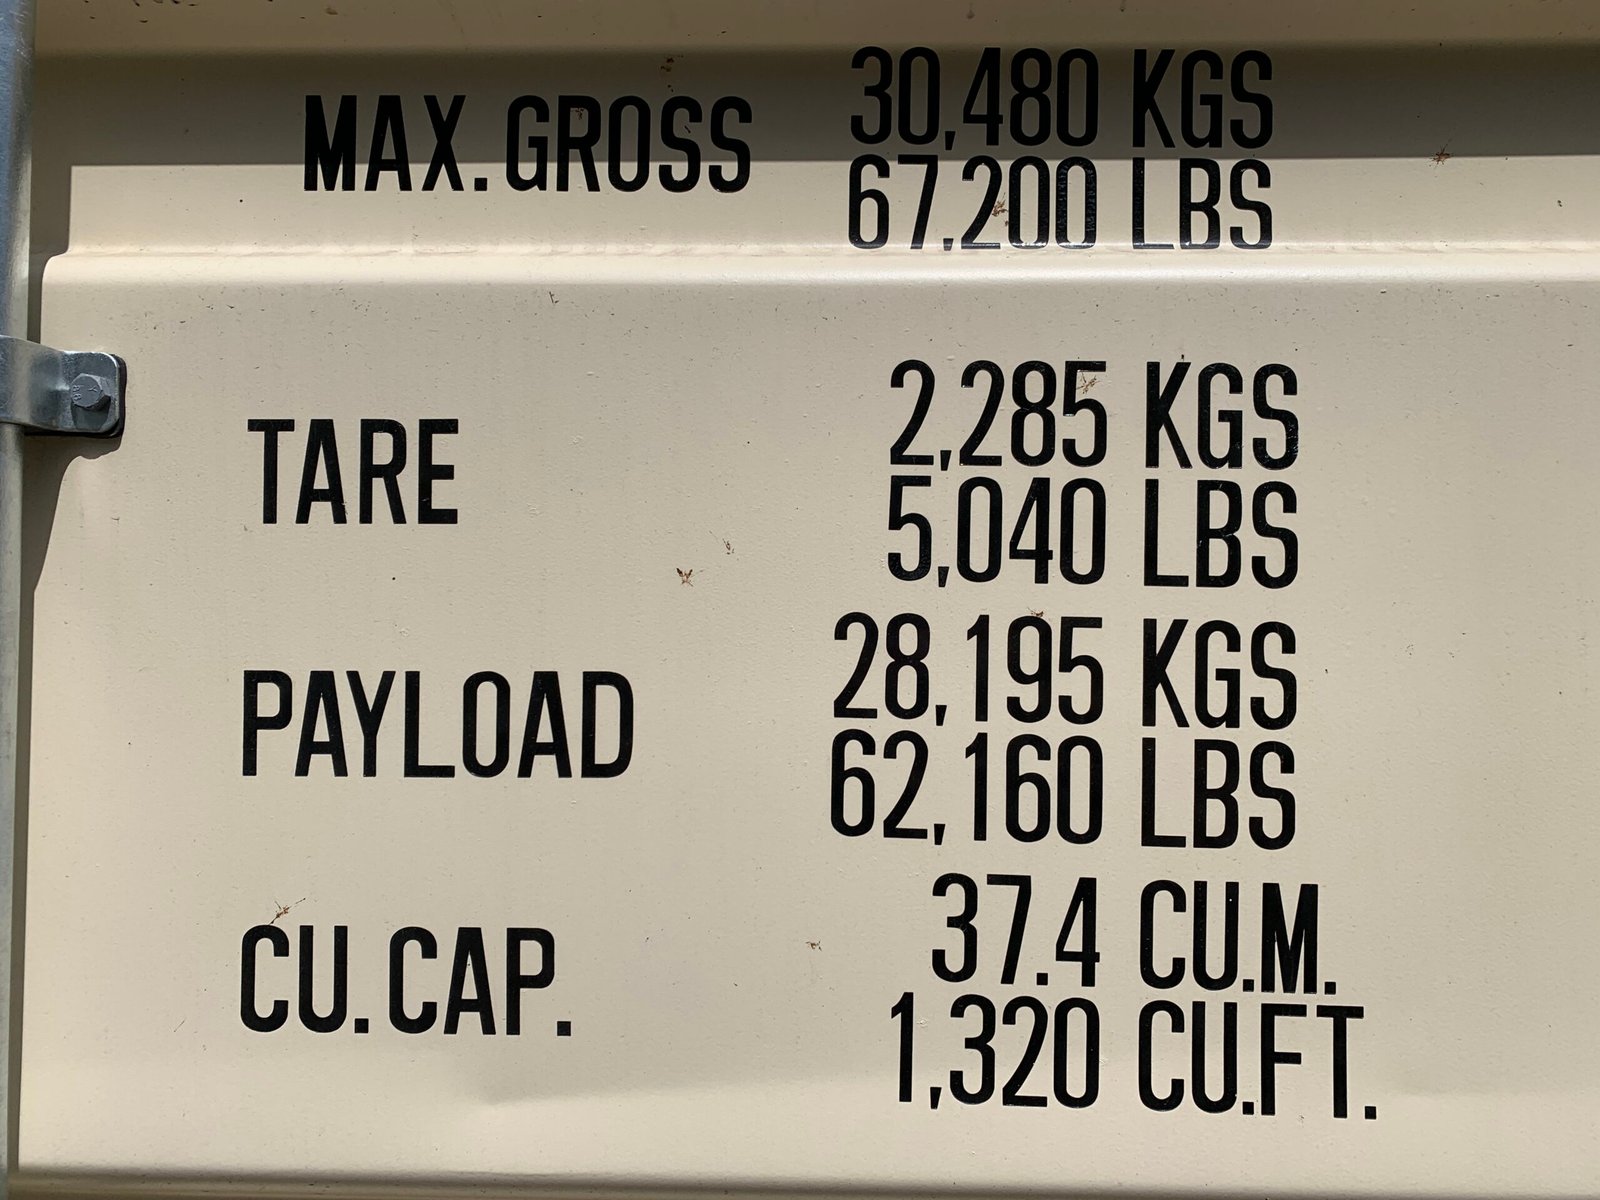 MAX.GROSS 30,480 KGS
67,200 LBS
TARE 2,285 KGS
5,040 LBS
PAYLOAD 28,195 KGS
62,160 LBS
CU.CAP. 37.4 CU.M.
1,320 CU.FT.